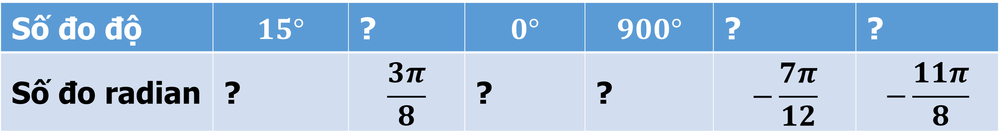 Số đo độ 15° ? 0° 900° ? ?
Số đo radian ? 3π/8 ? ? −7π/12 −11π/8